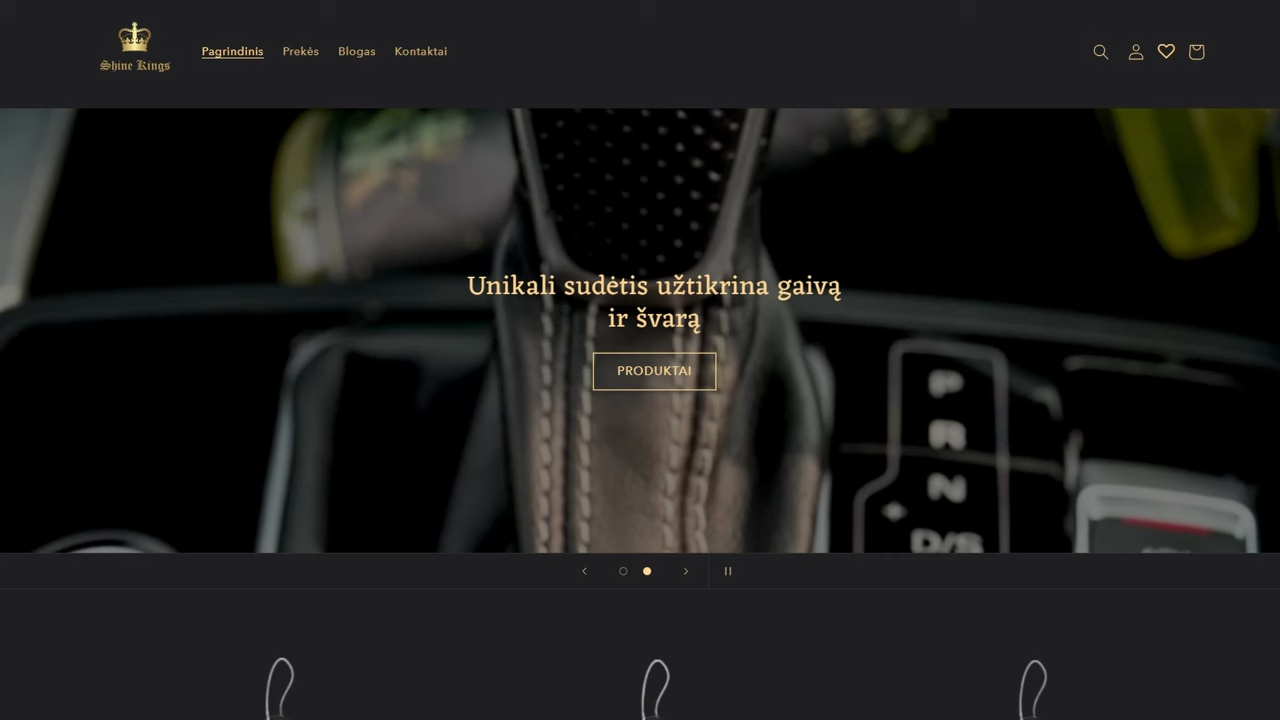 Shine Kings
Pagrindinis
Prekės
Blogas
Kontaktai
Unikali sudėtis užtikrina gaivą
ir švarą
PRODUKTAI
P
R
N
D/S